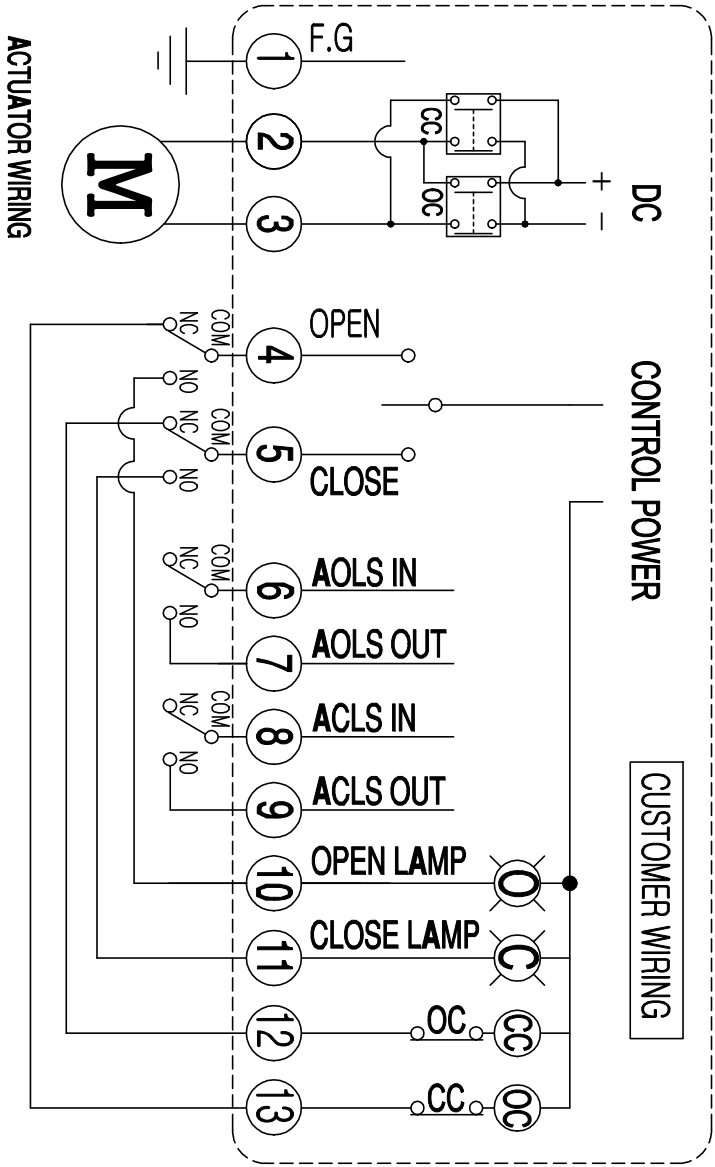 ACTUATOR WIRING
M
1
F.G
2
3
CC
OC
+
-
DC
COM
NC
NO
4
OPEN
COM
NC
NO
5
CLOSE
CONTROL POWER
COM
NC
NO
6
AOLS IN
7
AOLS OUT
COM
NC
NO
8
ACLS IN
9
ACLS OUT
CUSTOMER WIRING
10
OPEN LAMP
O
11
CLOSE LAMP
C
12
OC
CC
13
CC
OC